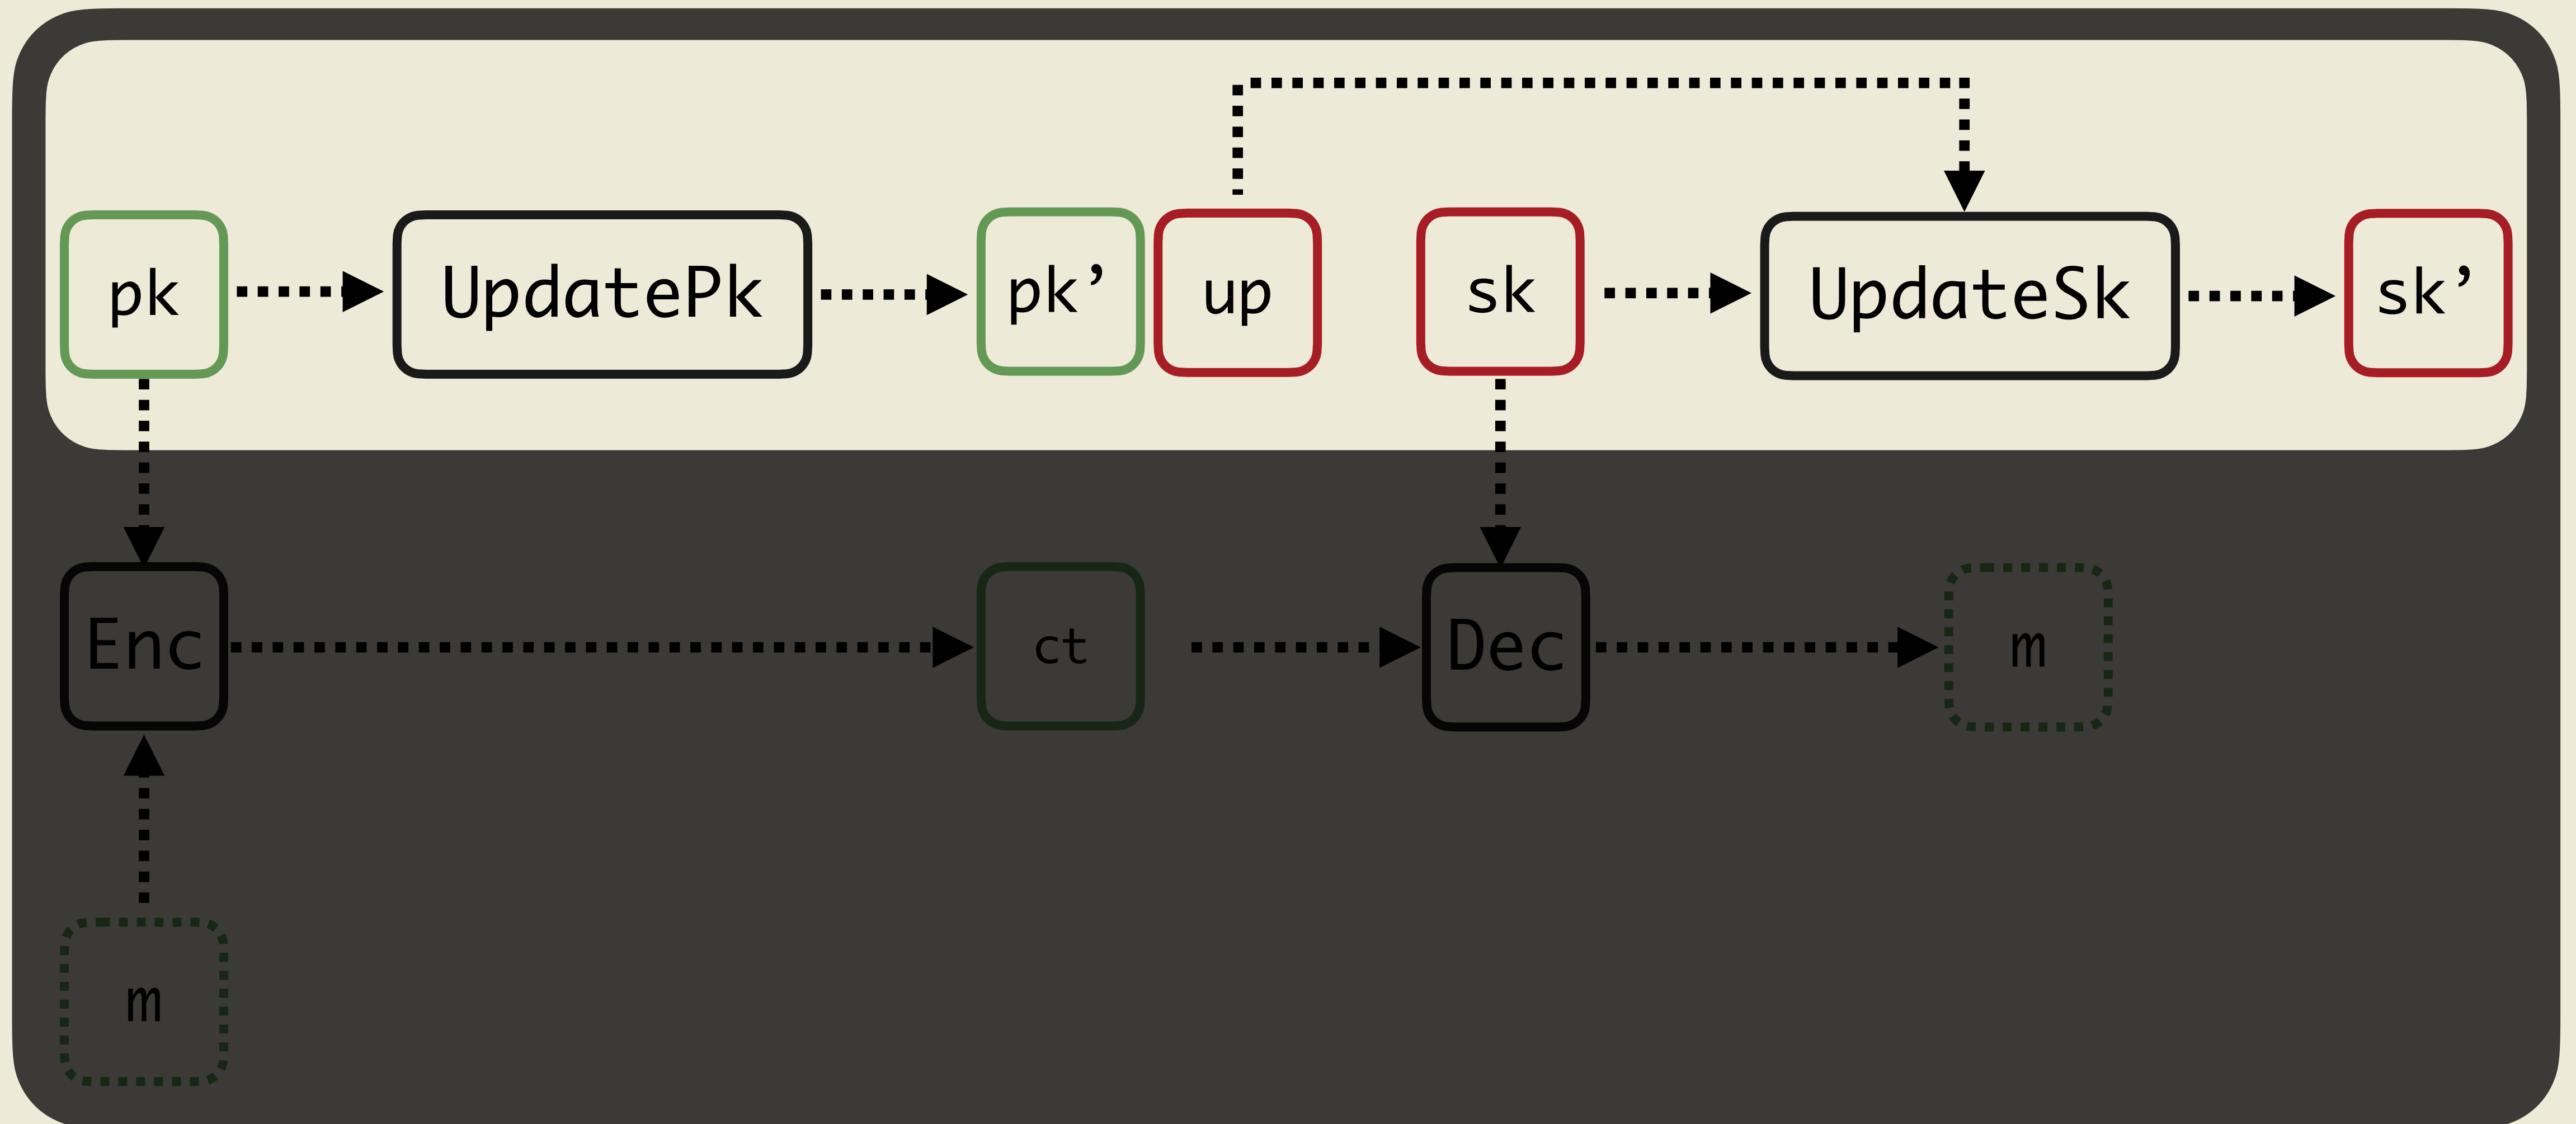 pk UpdatePk pk’ up sk UpdateSk sk’
Enc ct Dec m
m